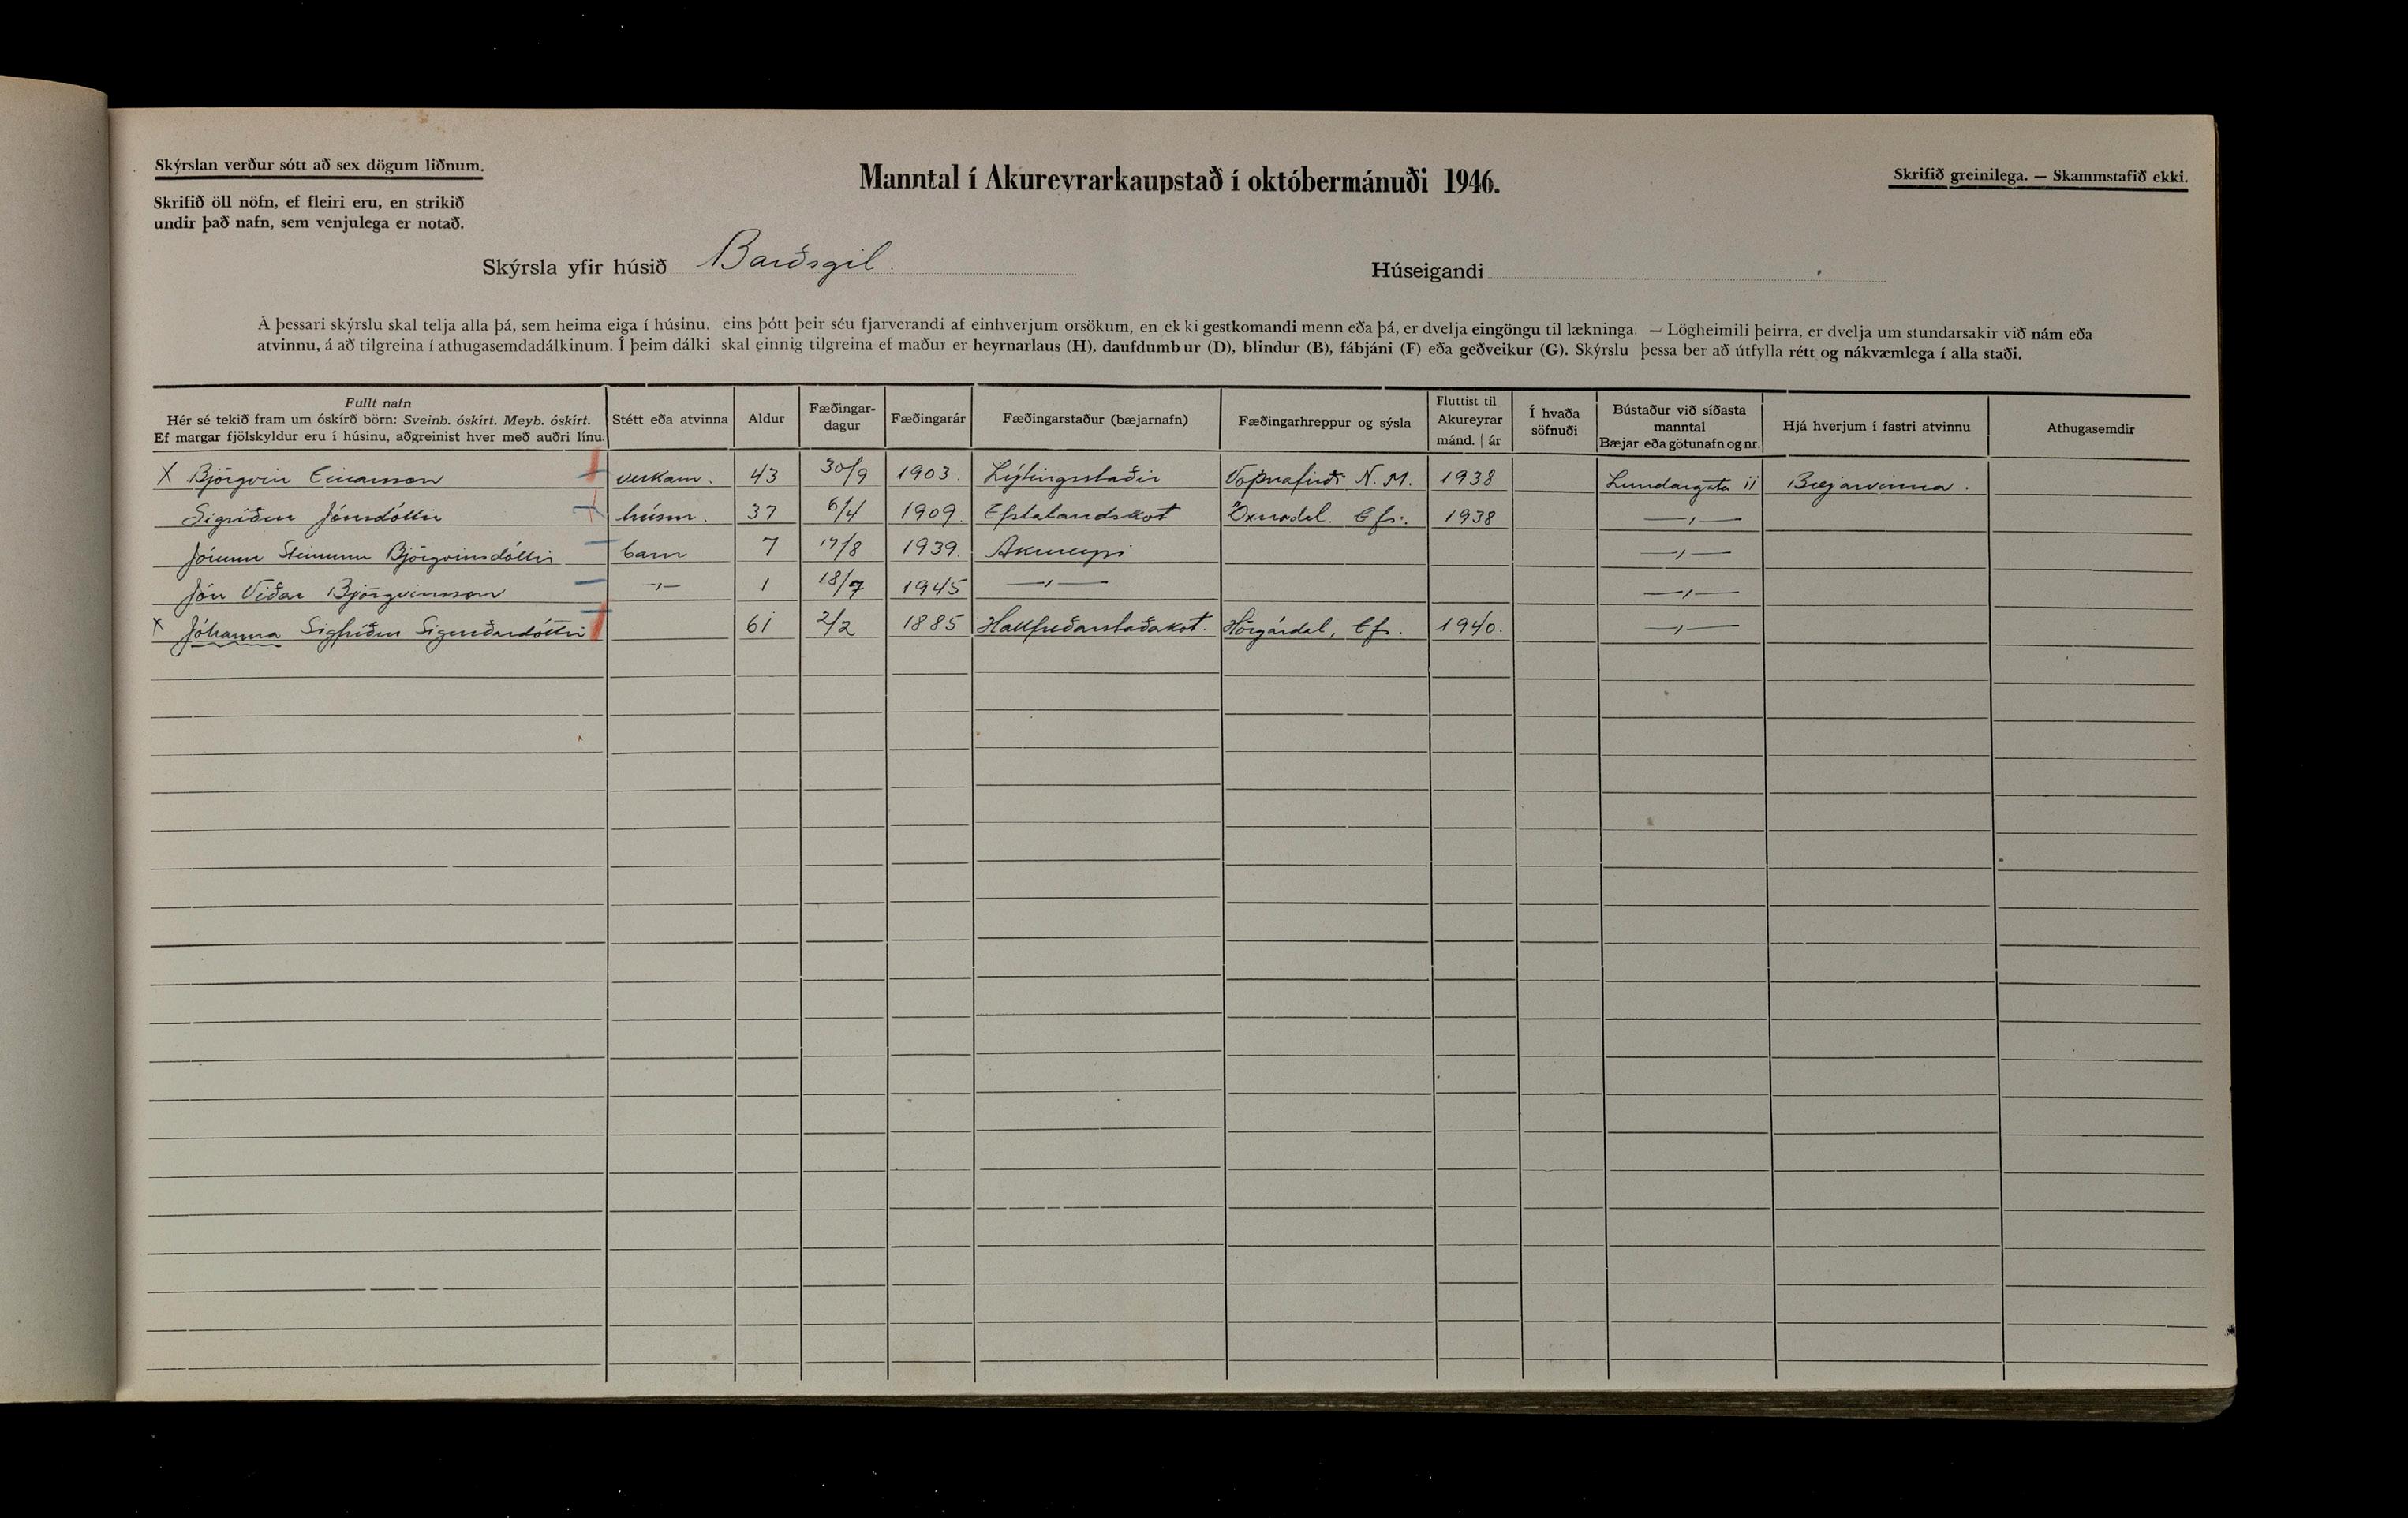 Skýrslan verður sótt að sex dögum liðnum.
Skrifið öll nöfn, ef fleiri eru, en strikið
undir það nafn, sem venjulega er notað.
Manntal í Akureyrarkaupstað í októbermánuði 1946.
Skrifið greinilega. — Skammstafið ekki.
Skýrsla yfir húsið Barðsgil.
Húseigandi
Á þessari skýrslu skal telja alla þá, sem heima eiga í húsinu, eins þótt þeir séu fjarverandi af einhverjum orsökum, en ekki gestkomandi menn eða þá, er dvelja eingöngu til lækninga. — Lögheimili þeirra, er dvelja um stundarsakir við nám eða
atvinnu, á að tilgreina í athugasemdadálkinum. Í þeim dálki skal einnig tilgreina ef maður er heyrnarlaus (H), daufdumbur (D), blindur (B), fábjáni (F) eða geðveikur (G). Skýrslu þessa ber að útfylla rétt og nákvæmlega í alla staði.
Fullt nafn
Hér sé tekið fram um óskírð börn: Sveinb. óskírt. Meyb. óskírt.
Ef margar fjölskyldur eru í húsinu, aðgreinist hver með auðri línu.
Stétt eða atvinna
Aldur
Fæðingar-
dagur
Fæðingarár
Fæðingarstaður (bæjarnafn)
Fæðingarhreppur og sýsla
Fluttist til
Akureyrar
mánd. | ár
Í hvaða
söfnuði
Bústaður við síðasta
manntal
Bæjar eða götunafn og nr.
Hjá hverjum í fastri atvinnu
Athugasemdir
X Björgvin Einarsson verkam. 43 30/9 1903. Lýtingsstaðir Vopnafirði N. M. 1938 Lundargata 11 Bæjarvinna.
Sigríður Jónsdóttir húsm. 37 6/4 1909. Efstalandskot Öxnadal. Efs. 1938 —〃—
Jórunn Steinunn Björgvinsdóttir barn 7 17/8 1939. Akureyri —〃—
Jón Viðar Björgvinsson —〃— 1 18/9 1945 —〃— —〃—
X Jóhanna Sigfríður Sigurðardóttir 61 2/2 1885 Hallfreðarstaðakot. Hörgárdal, Ef. 1940. —〃—